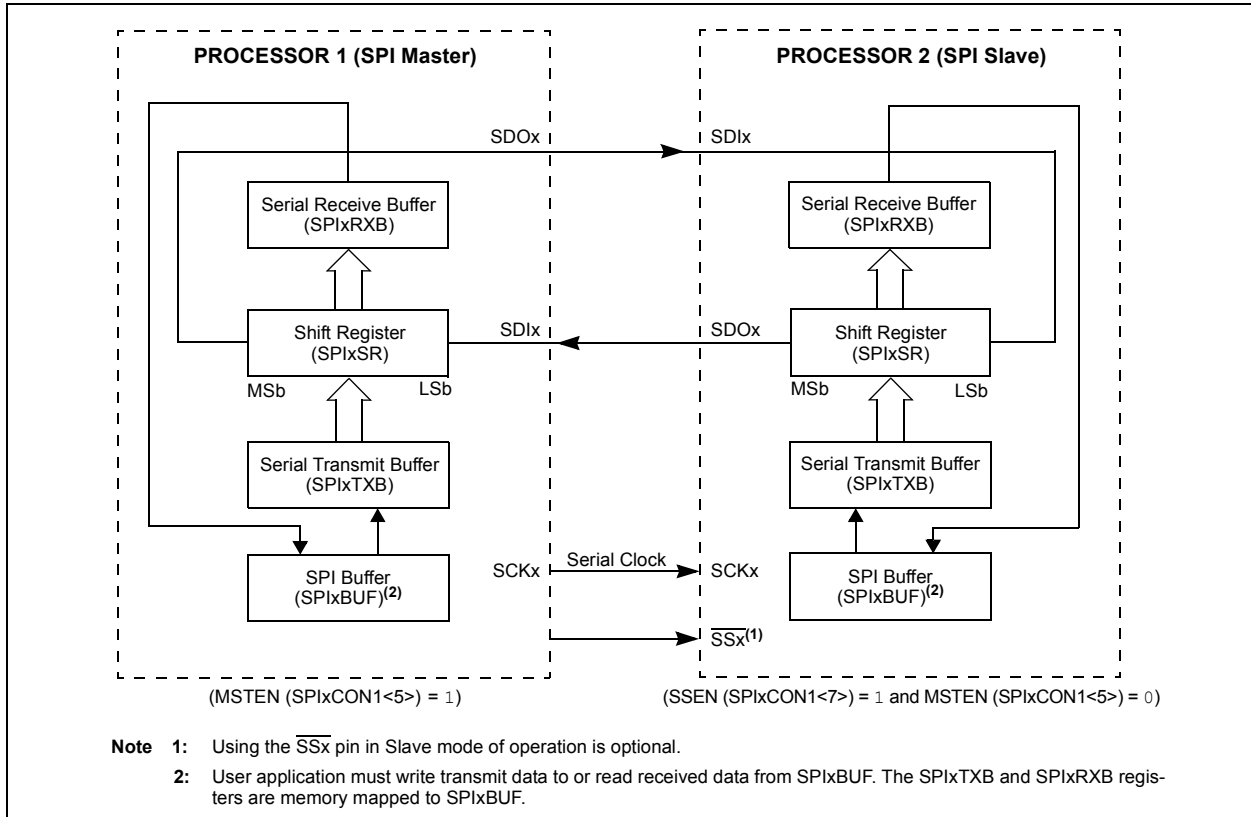 PROCESSOR 1 (SPI Master)
PROCESSOR 2 (SPI Slave)
SDOx
SDIx
Serial Receive Buffer
(SPIxRXB)
Serial Receive Buffer
(SPIxRXB)
Shift Register
(SPIxSR)
SDIx
SDOx
Shift Register
(SPIxSR)
MSb
LSb
MSb
LSb
Serial Transmit Buffer
(SPIxTXB)
Serial Transmit Buffer
(SPIxTXB)
SPI Buffer
(SPIxBUF)(2)
SCKx
Serial Clock
SCKx
SPI Buffer
(SPIxBUF)(2)
SSx(1)
(MSTEN (SPIxCON1<5>) = 1)
(SSEN (SPIxCON1<7>) = 1 and MSTEN (SPIxCON1<5>) = 0)
Note 1: Using the SSx pin in Slave mode of operation is optional.
2: User application must write transmit data to or read received data from SPIxBUF. The SPIxTXB and SPIxRXB regis-
ters are memory mapped to SPIxBUF.